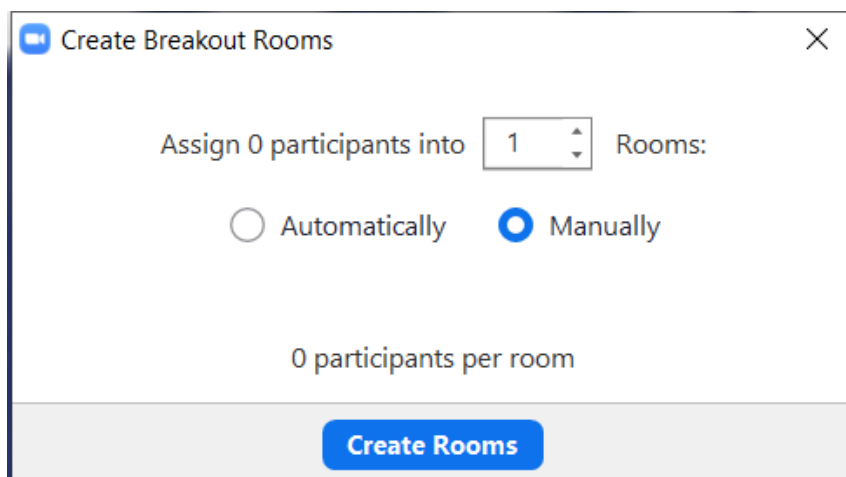 Create Breakout Rooms
Assign 0 participants into 1 Rooms:
Automatically Manually
0 participants per room
Create Rooms